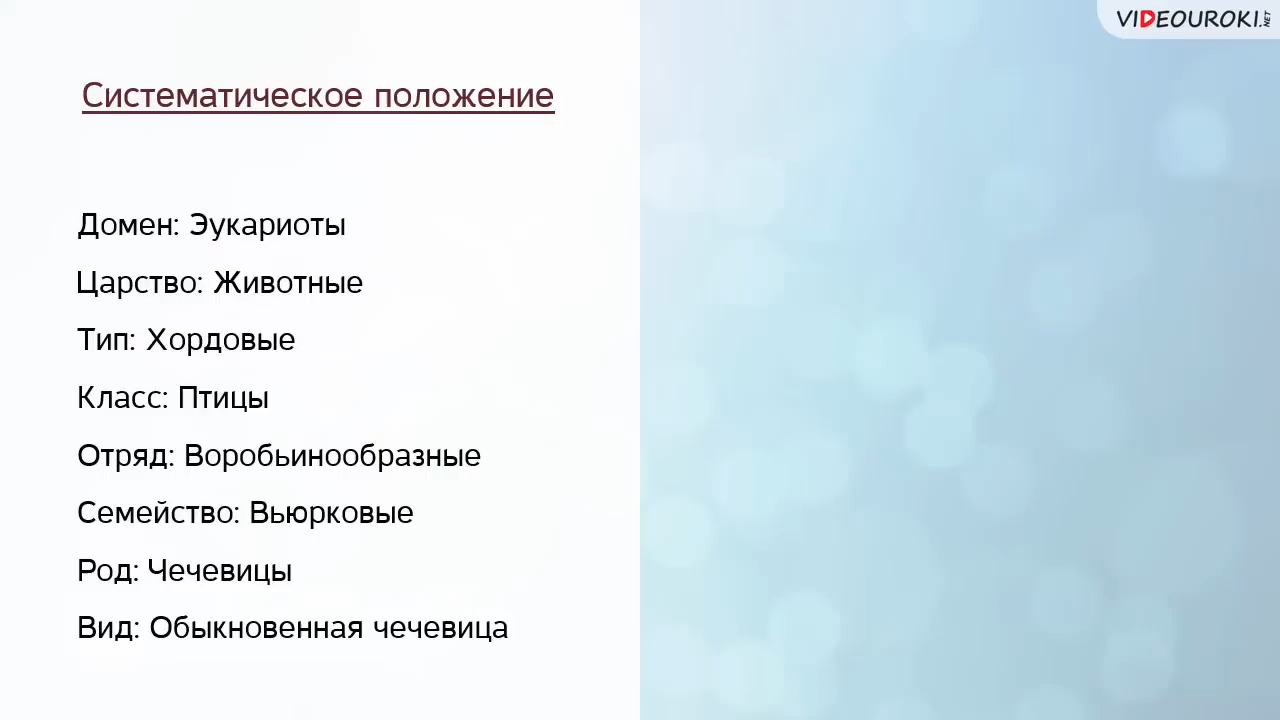 VIDEOUROKI.NET
Систематическое положение
Домен: Эукариоты
Царство: Животные
Тип: Хордовые
Класс: Птицы
Отряд: Воробьинообразные
Семейство: Вьюрковые
Род: Чечевицы
Вид: Обыкновенная чечевица